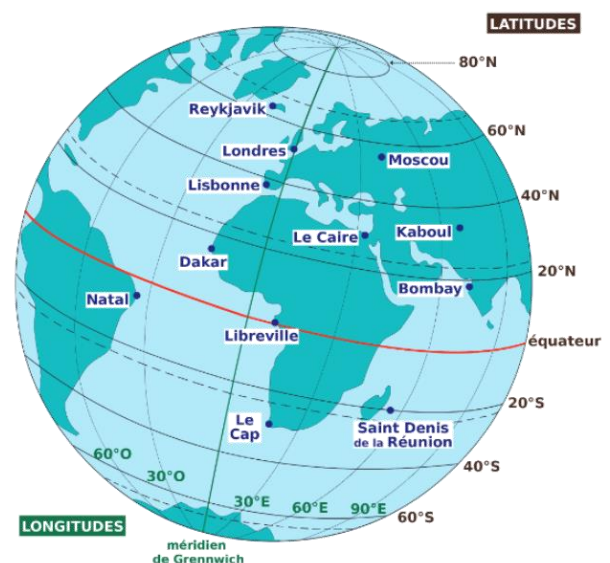 LATITUDES
80°N
Reykjavik
60°N
Londres
Moscou
Lisbonne
40°N
Le Caire
Kaboul
Dakar
20°N
Bombay
Natal
Libreville
équateur
20°S
Le
Cap
Saint Denis
de la Réunion
60°O
40°S
30°O
30°E
60°E
90°E
60°S
LONGITUDES
méridien
de Grennwich